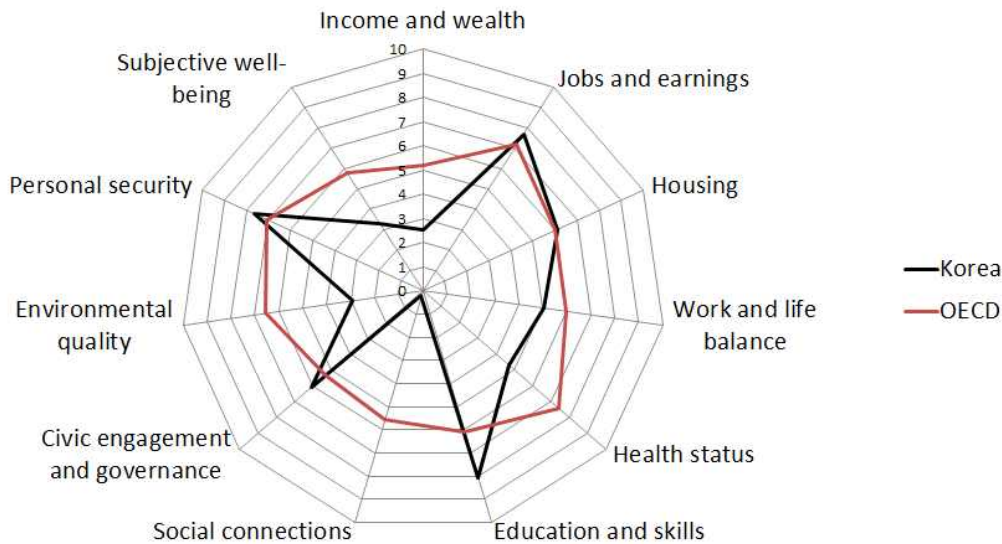 Income and wealth
10
9
8
7
6
5
4
3
2
1
0
Jobs and earnings
Housing
Work and life
balance
Health status
Education and skills
Social connections
Civic engagement
and governance
Environmental
quality
Personal security
Subjective well-
being
Korea
OECD